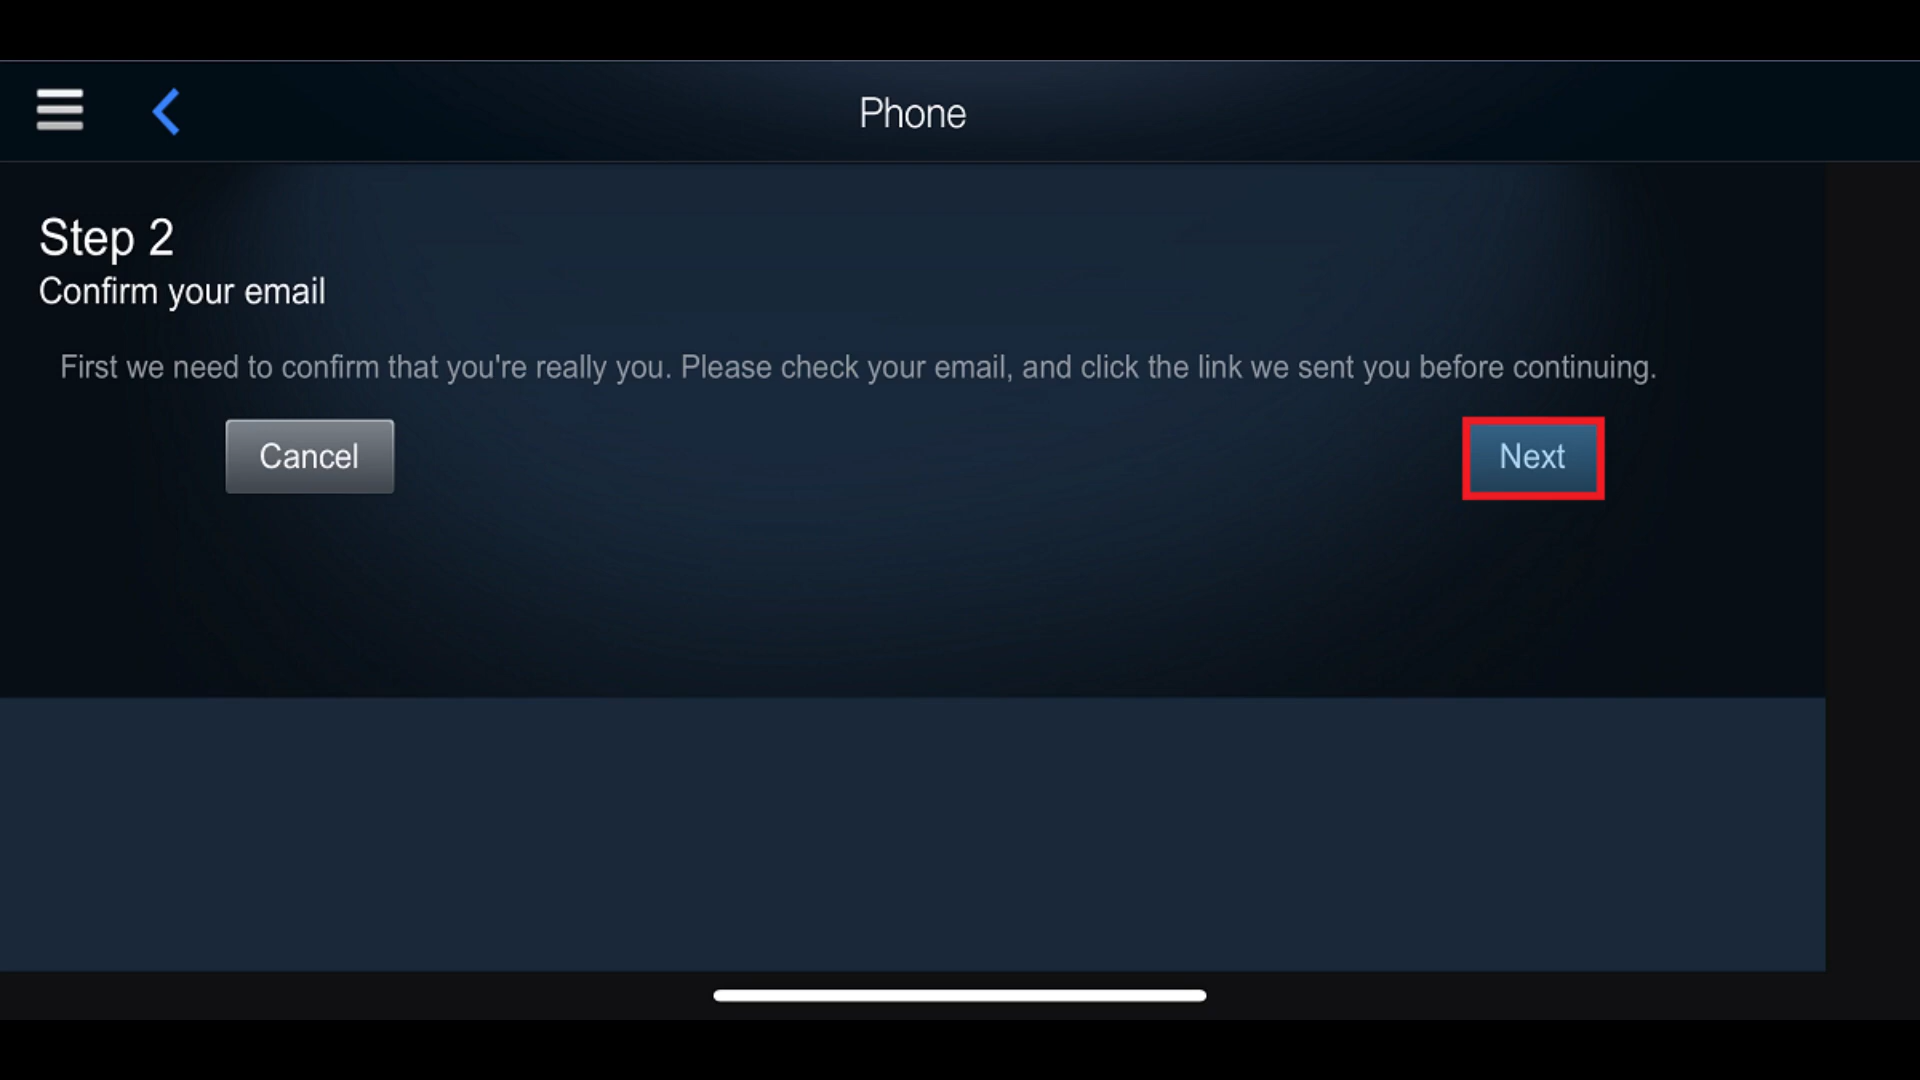 Phone
Step 2
Confirm your email
First we need to confirm that you're really you. Please check your email, and click the link we sent you before continuing.
Cancel
Next